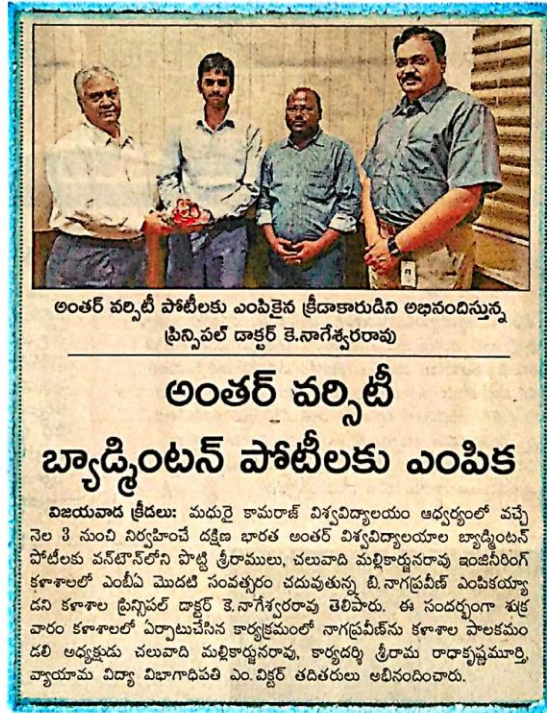 అంతర్ వర్సిటీ పోటీలకు ఎంపికైన క్రీడాకారుడిని అభినందిస్తున్న
ప్రిన్సిపల్ డాక్టర్ కె.నాగేశ్వరరావు
అంతర్ వర్సిటీ
బ్యాడ్మింటన్ పోటీలకు ఎంపిక
విజయవాడ క్రీడలు: మధురై కామరాజ్ విశ్వవిద్యాలయం ఆధ్వర్యంలో వచ్చే
నెల 3 నుంచి నిర్వహించే దక్షిణ భారత అంతర్ విశ్వవిద్యాలయాల బ్యాడ్మింటన్
పోటీలకు వన్‌టౌన్‌లోని పొట్టి శ్రీరాములు, చలువాది మల్లికార్జునరావు ఇంజినీరింగ్
కళాశాలలో ఎంబీఏ మొదటి సంవత్సరం చదువుతున్న బి.నాగప్రవీణ్ ఎంపికయ్యా
డని కళాశాల ప్రిన్సిపల్ డాక్టర్ కె.నాగేశ్వరరావు తెలిపారు. ఈ సందర్భంగా శుక్ర
వారం కళాశాలలో ఏర్పాటుచేసిన కార్యక్రమంలో నాగప్రవీణ్‌ను కళాశాల పాలకమం
డలి అధ్యక్షుడు చలువాది మల్లికార్జునరావు, కార్యదర్శి శ్రీరామ రాధాకృష్ణమూర్తి,
వ్యాయామ విద్యా విభాగాధిపతి ఎం.విక్టర్ తదితరులు అభినందించారు.